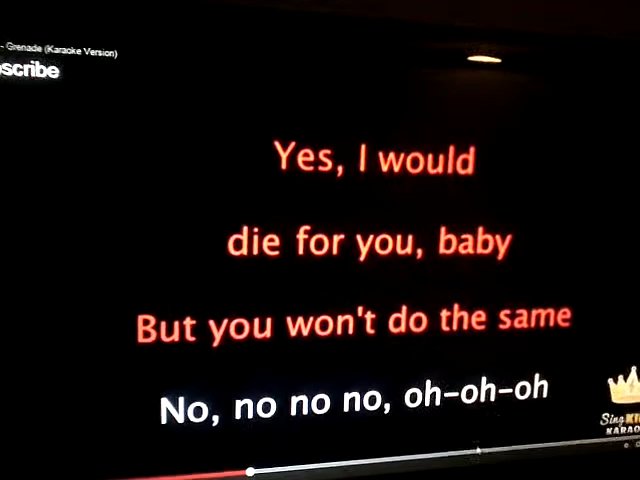 - Grenade (Karaoke Version)
scribe
Yes, I would
die for you, baby
But you won't do the same
No, no no no, oh-oh-oh
Sing
KARAO